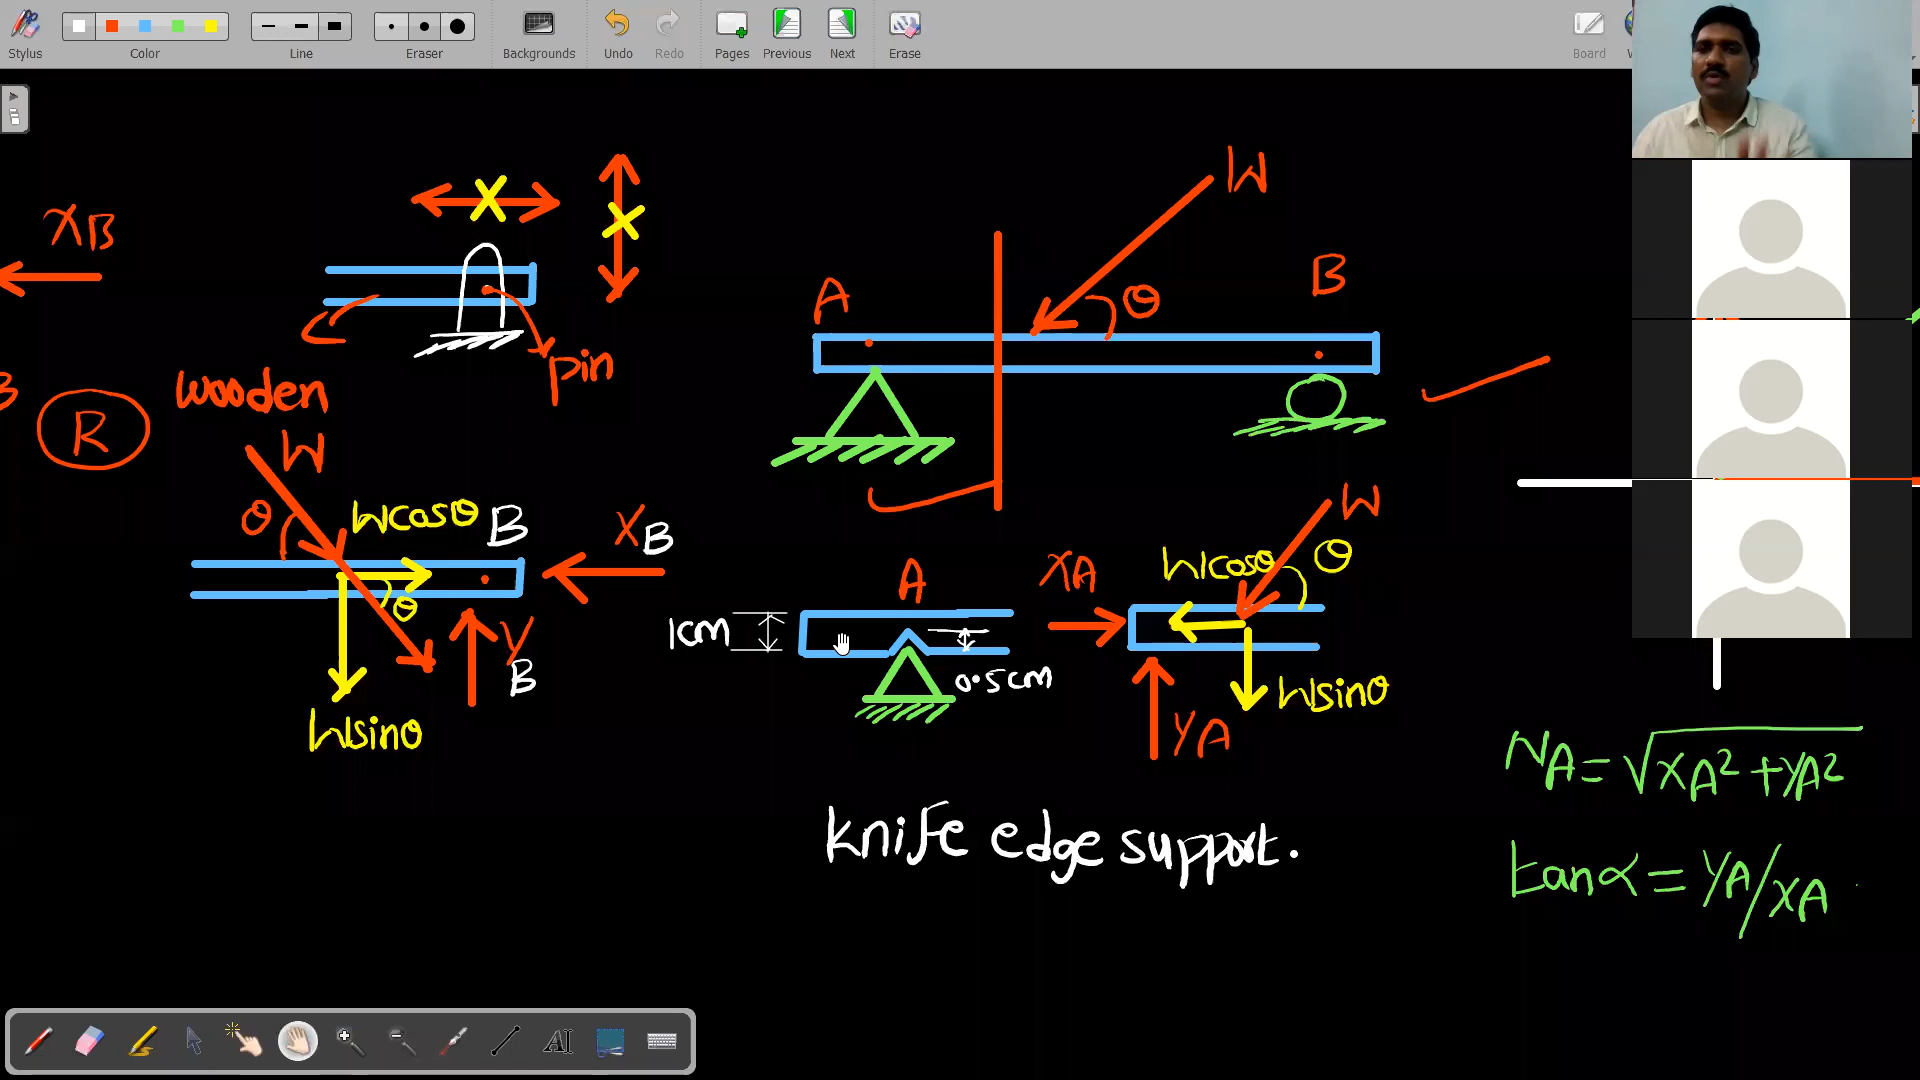 Stylus
Color
Line
Eraser
Backgrounds
Undo
Redo
Pages
Previous
Next
Erase
Board
XB
pin
W
θ
A
B
B
R
wooden
W
θ
Wcosθ
B
XB
θ
YB
Wsinθ
A
1cm
0.5cm
XA
Wcosθ
W
θ
YA
Wsinθ
knife edge support.
NA = √XA² + YA²
tanα = YA/XA
AI